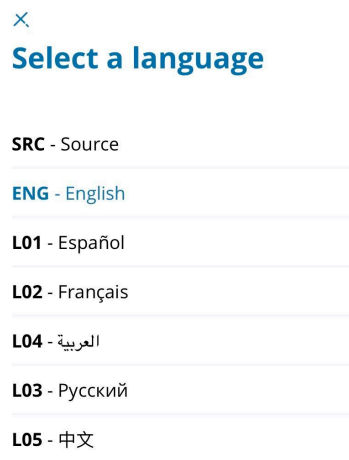 Select a language
SRC - Source
ENG - English
L01 - Español
L02 - Français
L04 - العربية
L03 - Русский
L05 - 中文